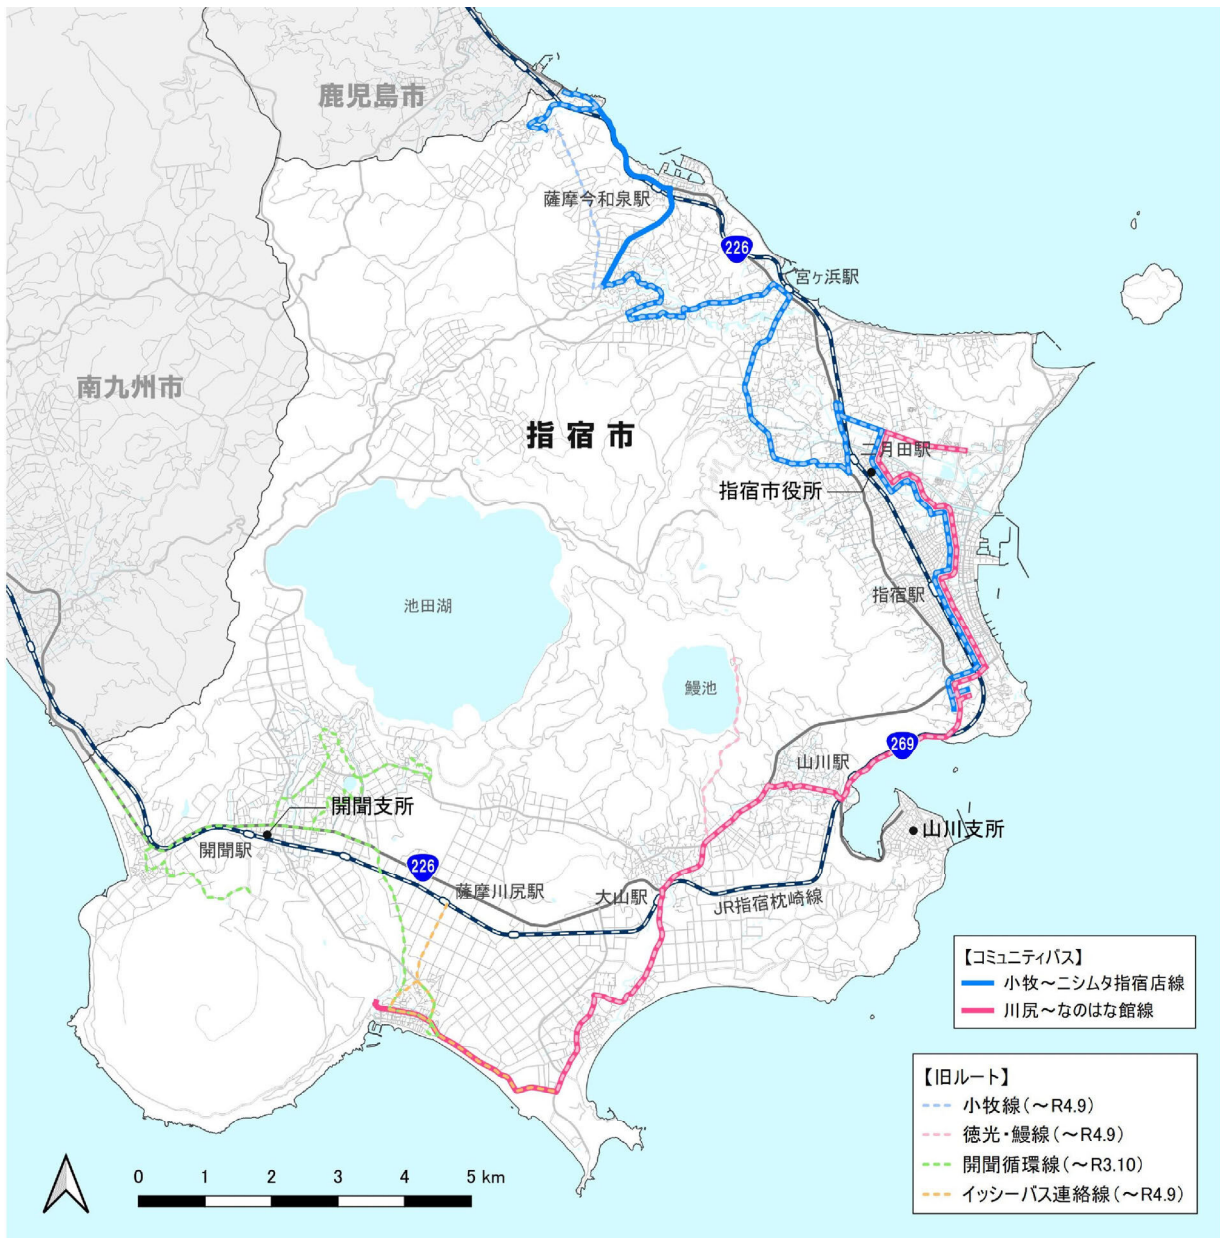 鹿児島市
薩摩今和泉駅
226
宮ヶ浜駅
南九州市
指宿市
二月田駅
指宿市役所
指宿駅
池田湖
鰻池
269
山川駅
開聞支所
山川支所
開聞駅
226
薩摩川尻駅
大山駅
JR指宿枕崎線
【コミュニティバス】
小牧～ニシムタ指宿店線
川尻～なのはな館線
【旧ルート】
小牧線(～R4.9)
徳光・鰻線(～R4.9)
開聞循環線(～R3.10)
イッシーバス連絡線(～R4.9)
0 1 2 3 4 5 km